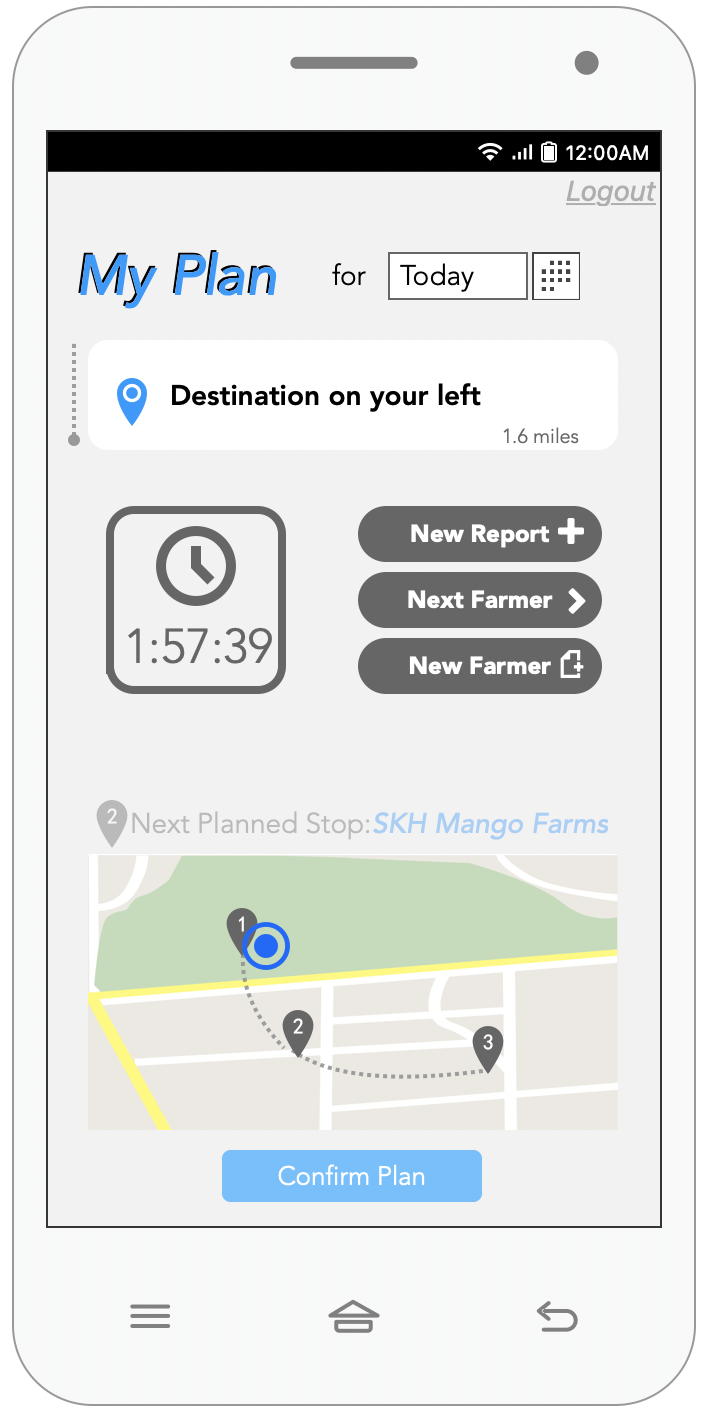 12:00AM
Logout
My Plan for Today
Destination on your left
1.6 miles
1:57:39
New Report
Next Farmer
New Farmer
2 Next Planned Stop: SKH Mango Farms
1
2
3
Confirm Plan